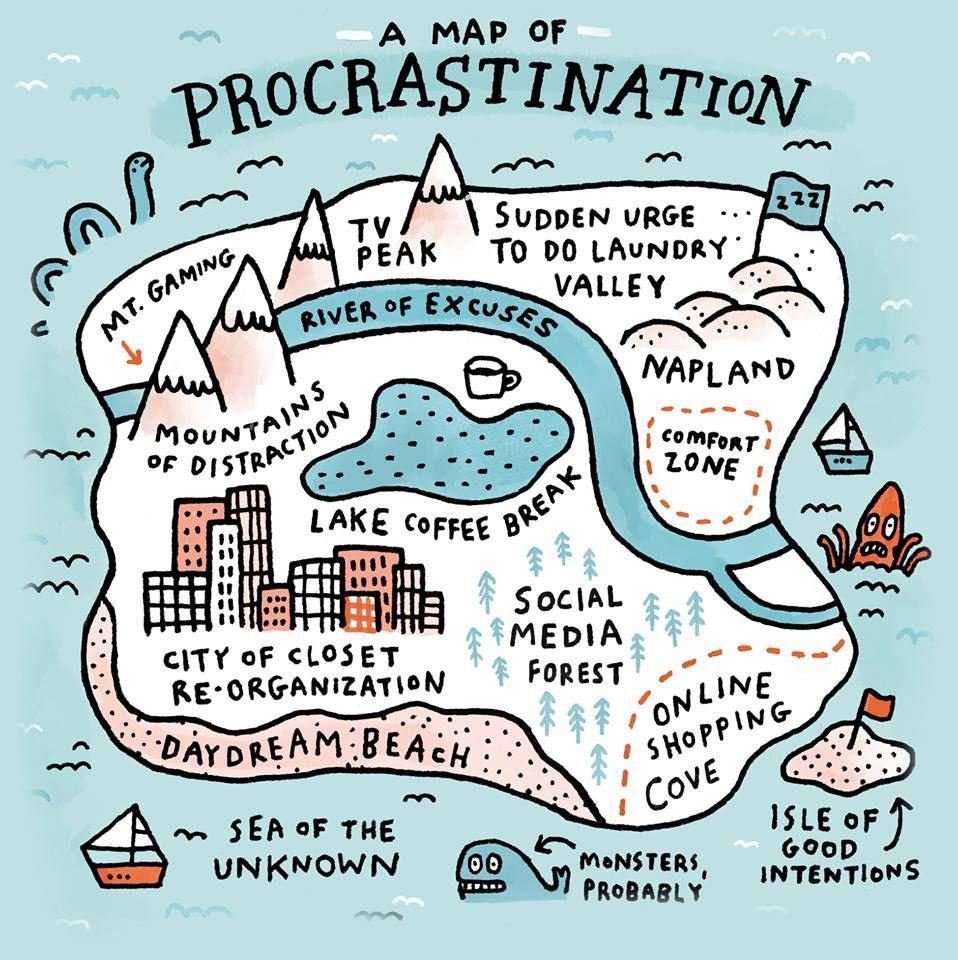 A MAP OF
PROCRASTINATION
zzz
TV
PEAK
SUDDEN URGE
TO DO LAUNDRY
VALLEY
MT. GAMING
RIVER OF EXCUSES
NAPLAND
MOUNTAINS
OF DISTRACTION
COMFORT
ZONE
LAKE COFFEE BREAK
SOCIAL
MEDIA
FOREST
CITY OF CLOSET
RE-ORGANIZATION
ONLINE
SHOPPING
COVE
DAYDREAM BEACH
ISLE OF
GOOD
INTENTIONS
SEA OF THE
UNKNOWN
MONSTERS,
PROBABLY